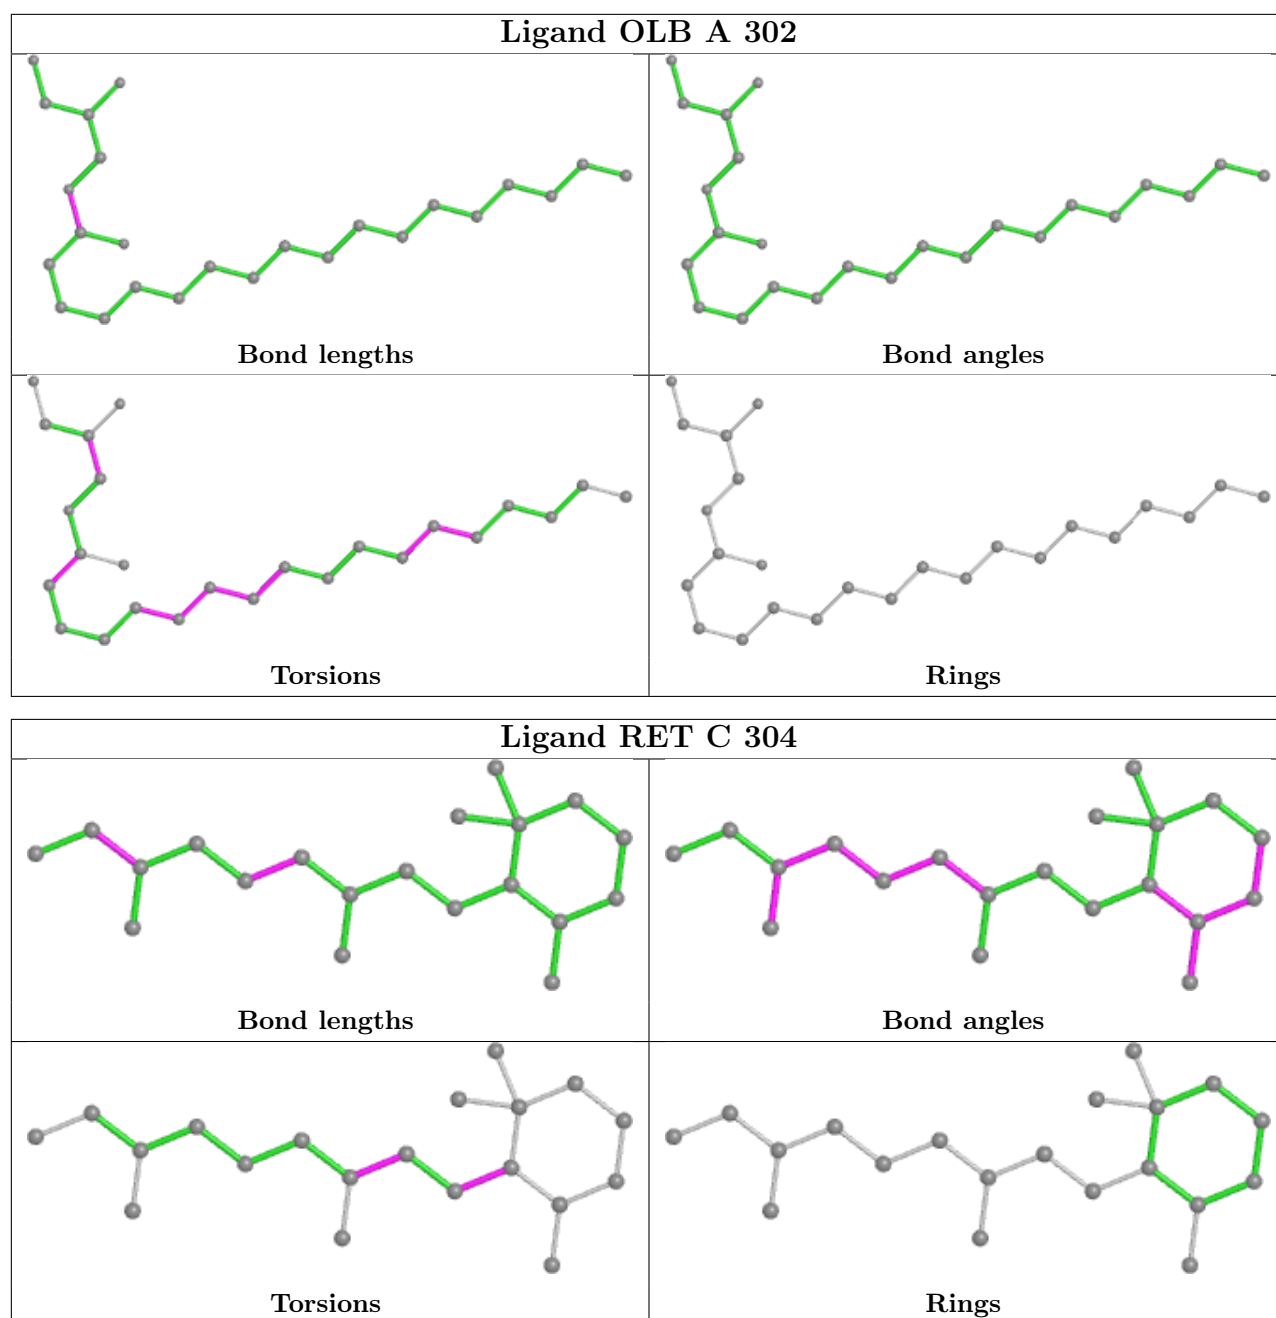 Ligand OLB A 302
Bond lengths
Bond angles
Torsions
Rings
Ligand RET C 304
Bond lengths
Bond angles
Torsions
Rings